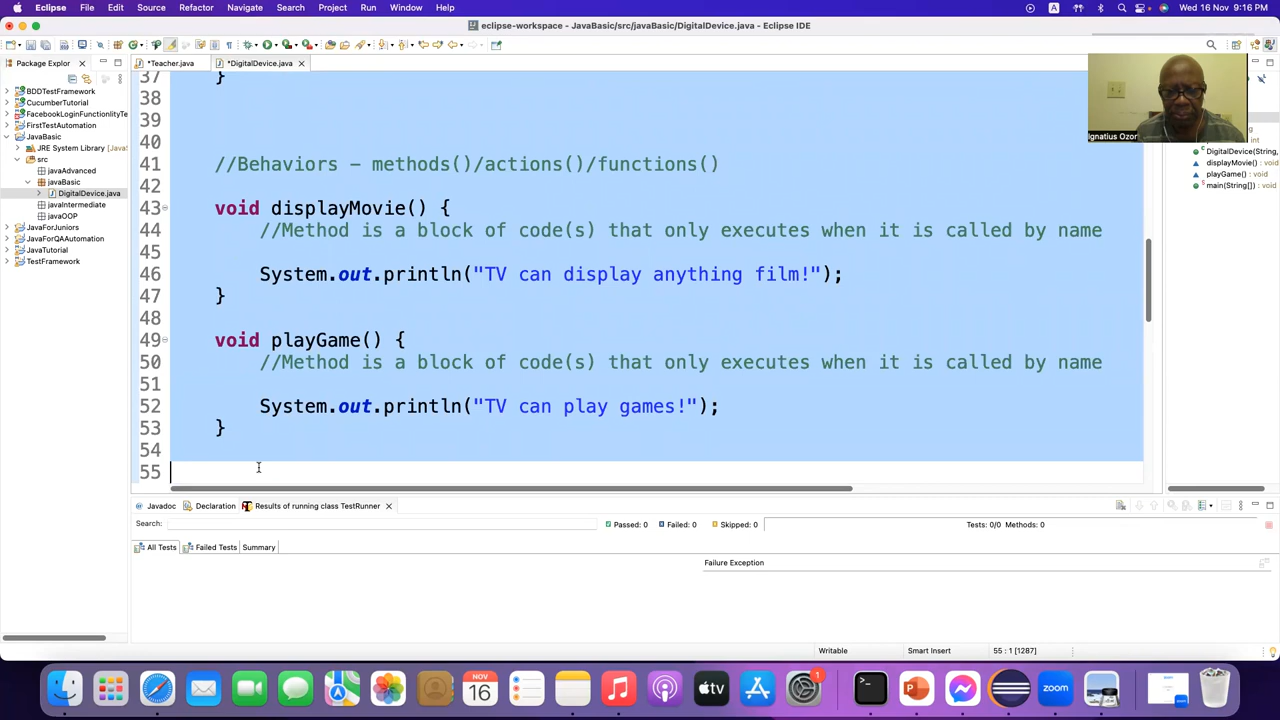 Eclipse File Edit Source Refactor Navigate Search Project Run Window Help
A
Wed 16 Nov 9:16 PM
eclipse-workspace - JavaBasic/src/javaBasic/DigitalDevice.java - Eclipse IDE
Package Explor
*Teacher.java
*DigitalDevice.java
BDDTestFramework
CucumberTutorial
FacebookLoginFunctionlityTe
FirstTestAutomation
JavaBasic
JRE System Library [Java
src
javaAdvanced
javaBasic
DigitalDevice.java
javaIntermediate
javaOOP
JavaForJuniors
JavaForQAAutomation
JavaTutorial
TestFramework
37 }
38
39
40
41 //Behaviors - methods()/actions()/functions()
42
43 void displayMovie() {
44 //Method is a block of code(s) that only executes when it is called by name
45
46 System.out.println("TV can display anything film!");
47 }
48
49 void playGame() {
50 //Method is a block of code(s) that only executes when it is called by name
51
52 System.out.println("TV can play games!");
53 }
54
55
Ignatius Ozor
DigitalDevice(String,
displayMovie() : void
playGame() : void
main(String[]) : void
Javadoc
Declaration
Results of running class TestRunner
Search:
Passed: 0
Failed: 0
Skipped: 0
Tests: 0/0 Methods: 0
All Tests
Failed Tests
Summary
Failure Exception
Writable
Smart Insert
55 : 1 [1287]
NOV
16
tv
1
zoom